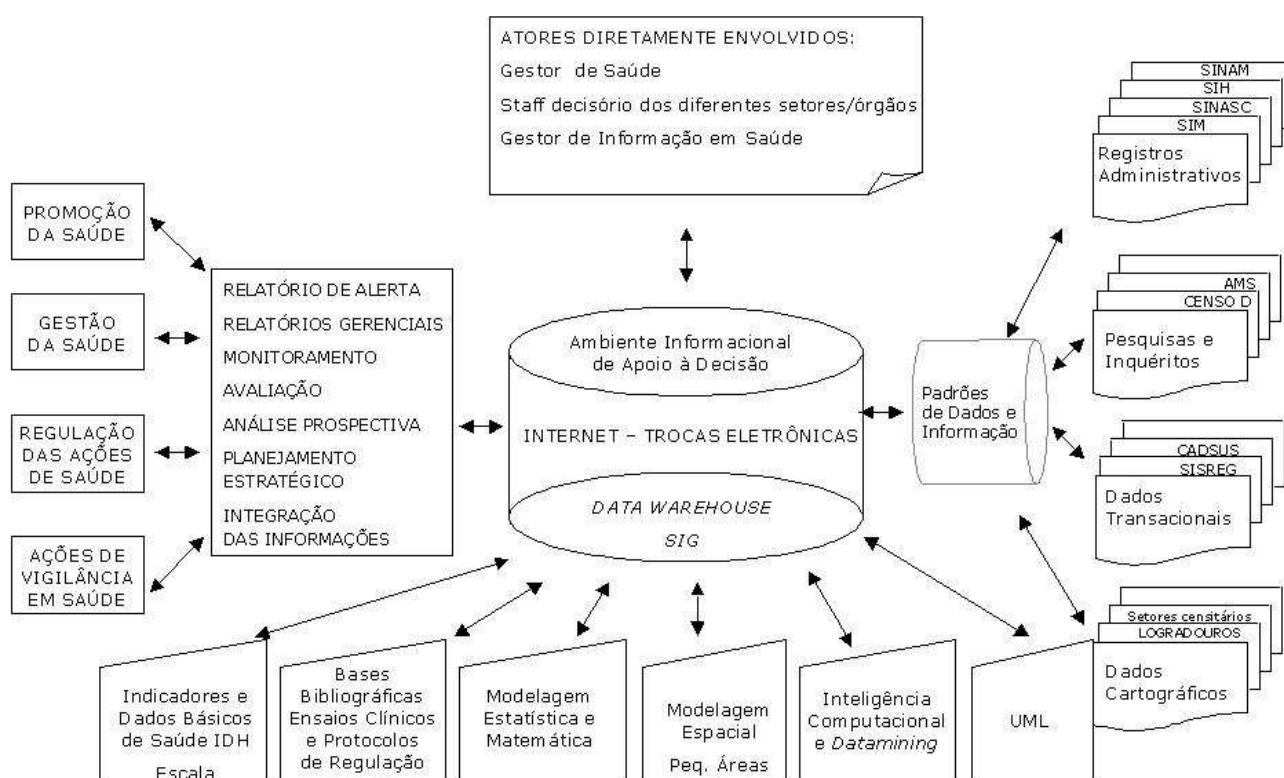 ATORES DIRETAMENTE ENVOLVIDOS:
Gestor de Saúde
Staff decisório dos diferentes setores/órgãos
Gestor de Informação em Saúde
SINAM
SIH
SINASC
SIM
Registros
Administrativos
PROMOÇÃO
DA SAÚDE
GESTÃO
DA SAÚDE
REGULAÇÃO
DAS AÇÕES
DE SAÚDE
AÇÕES DE
VIGILÂNCIA
EM SAÚDE
RELATÓRIO DE ALERTA
RELATÓRIOS GERENCIAIS
MONITORAMENTO
AVALIAÇÃO
ANÁLISE PROSPECTIVA
PLANEJAMENTO
ESTRATÉGICO
INTEGRAÇÃO
DAS INFORMAÇÕES
Ambiente Informacional
de Apoio à Decisão
INTERNET – TROCAS ELETRÔNICAS
DATA WAREHOUSE
SIG
Padrões
de Dados e
Informação
AMS
CENSO D
Pesquisas e
Inquéritos
CADSUS
SISREG
Dados
Transacionais
Setores censitários
LOGRADOUROS
Dados
Cartográficos
Indicadores e
Dados Básicos
de Saúde IDH
Escala
Bases
Bibliográficas
Ensaios Clínicos
e Protocolos
de Regulação
Modelagem
Estatística e
Matemática
Modelagem
Espacial
Peq. Áreas
Inteligência
Computacional
e Datamining
UML